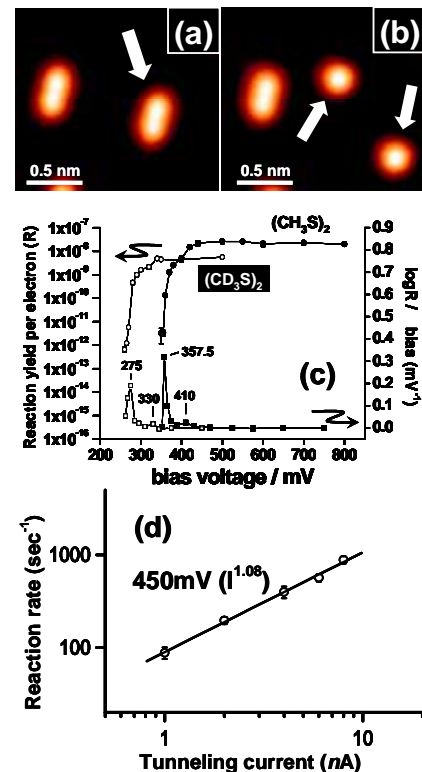 (a)
(b)
0.5 nm
0.5 nm
Reaction yield per electron (R)
1x10⁻⁷
1x10⁻⁸
1x10⁻⁹
1x10⁻¹⁰
1x10⁻¹¹
1x10⁻¹²
1x10⁻¹³
1x10⁻¹⁴
1x10⁻¹⁵
1x10⁻¹⁶
(CH₃S)₂
(CD₃S)₂
275
330
357.5
410
(c)
0.9
0.8
0.7
0.6
0.5
0.4
0.3
0.2
0.1
0.0
logR / bias (mV⁻¹)
200 300 400 500 600 700 800
bias voltage / mV
(d)
450mV (I¹·⁰⁸)
Reaction rate (sec⁻¹)
1000
100
1 10
Tunneling current (nA)